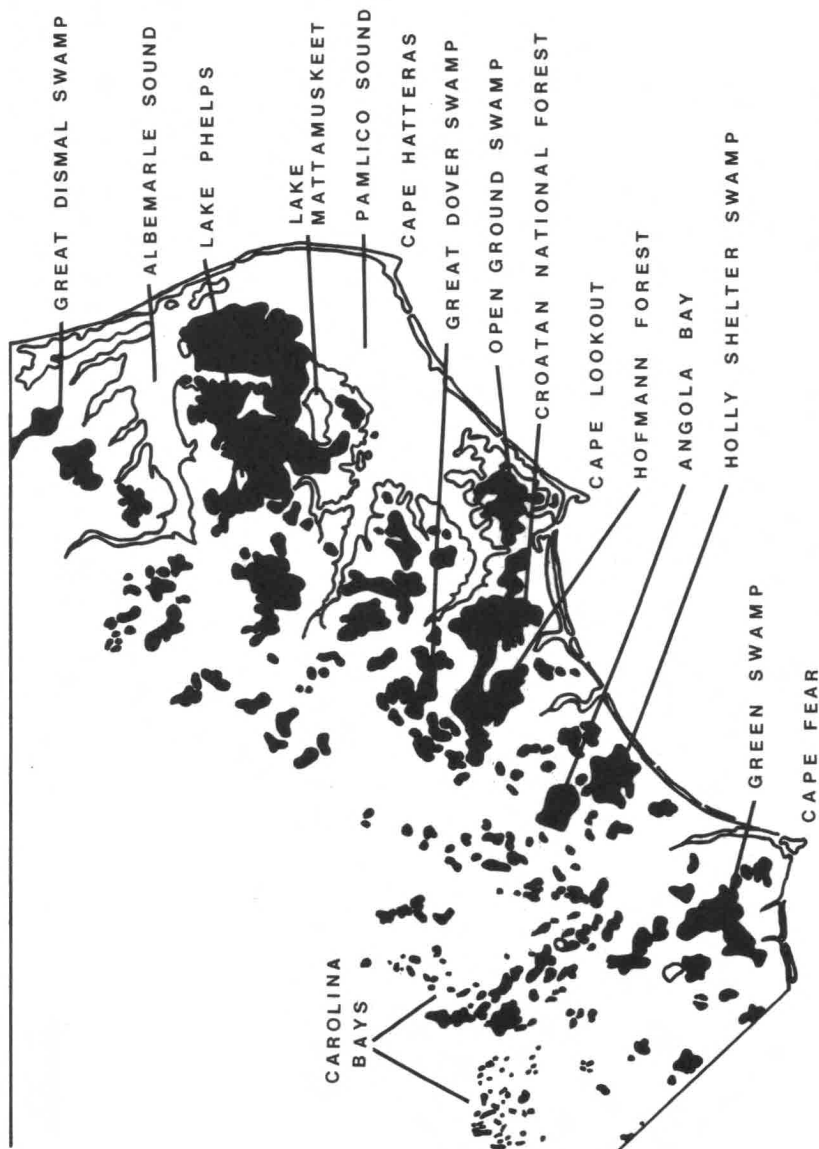 GREAT DISMAL SWAMP
ALBEMARLE SOUND
LAKE PHELPS
LAKE
MATTAMUSKEET
PAMLICO SOUND
CAPE HATTERAS
GREAT DOVER SWAMP
OPEN GROUND SWAMP
CROATAN NATIONAL FOREST
CAPE LOOKOUT
HOFMANN FOREST
ANGOLA BAY
HOLLY SHELTER SWAMP
GREEN SWAMP
CAPE FEAR
CAROLINA
BAYS